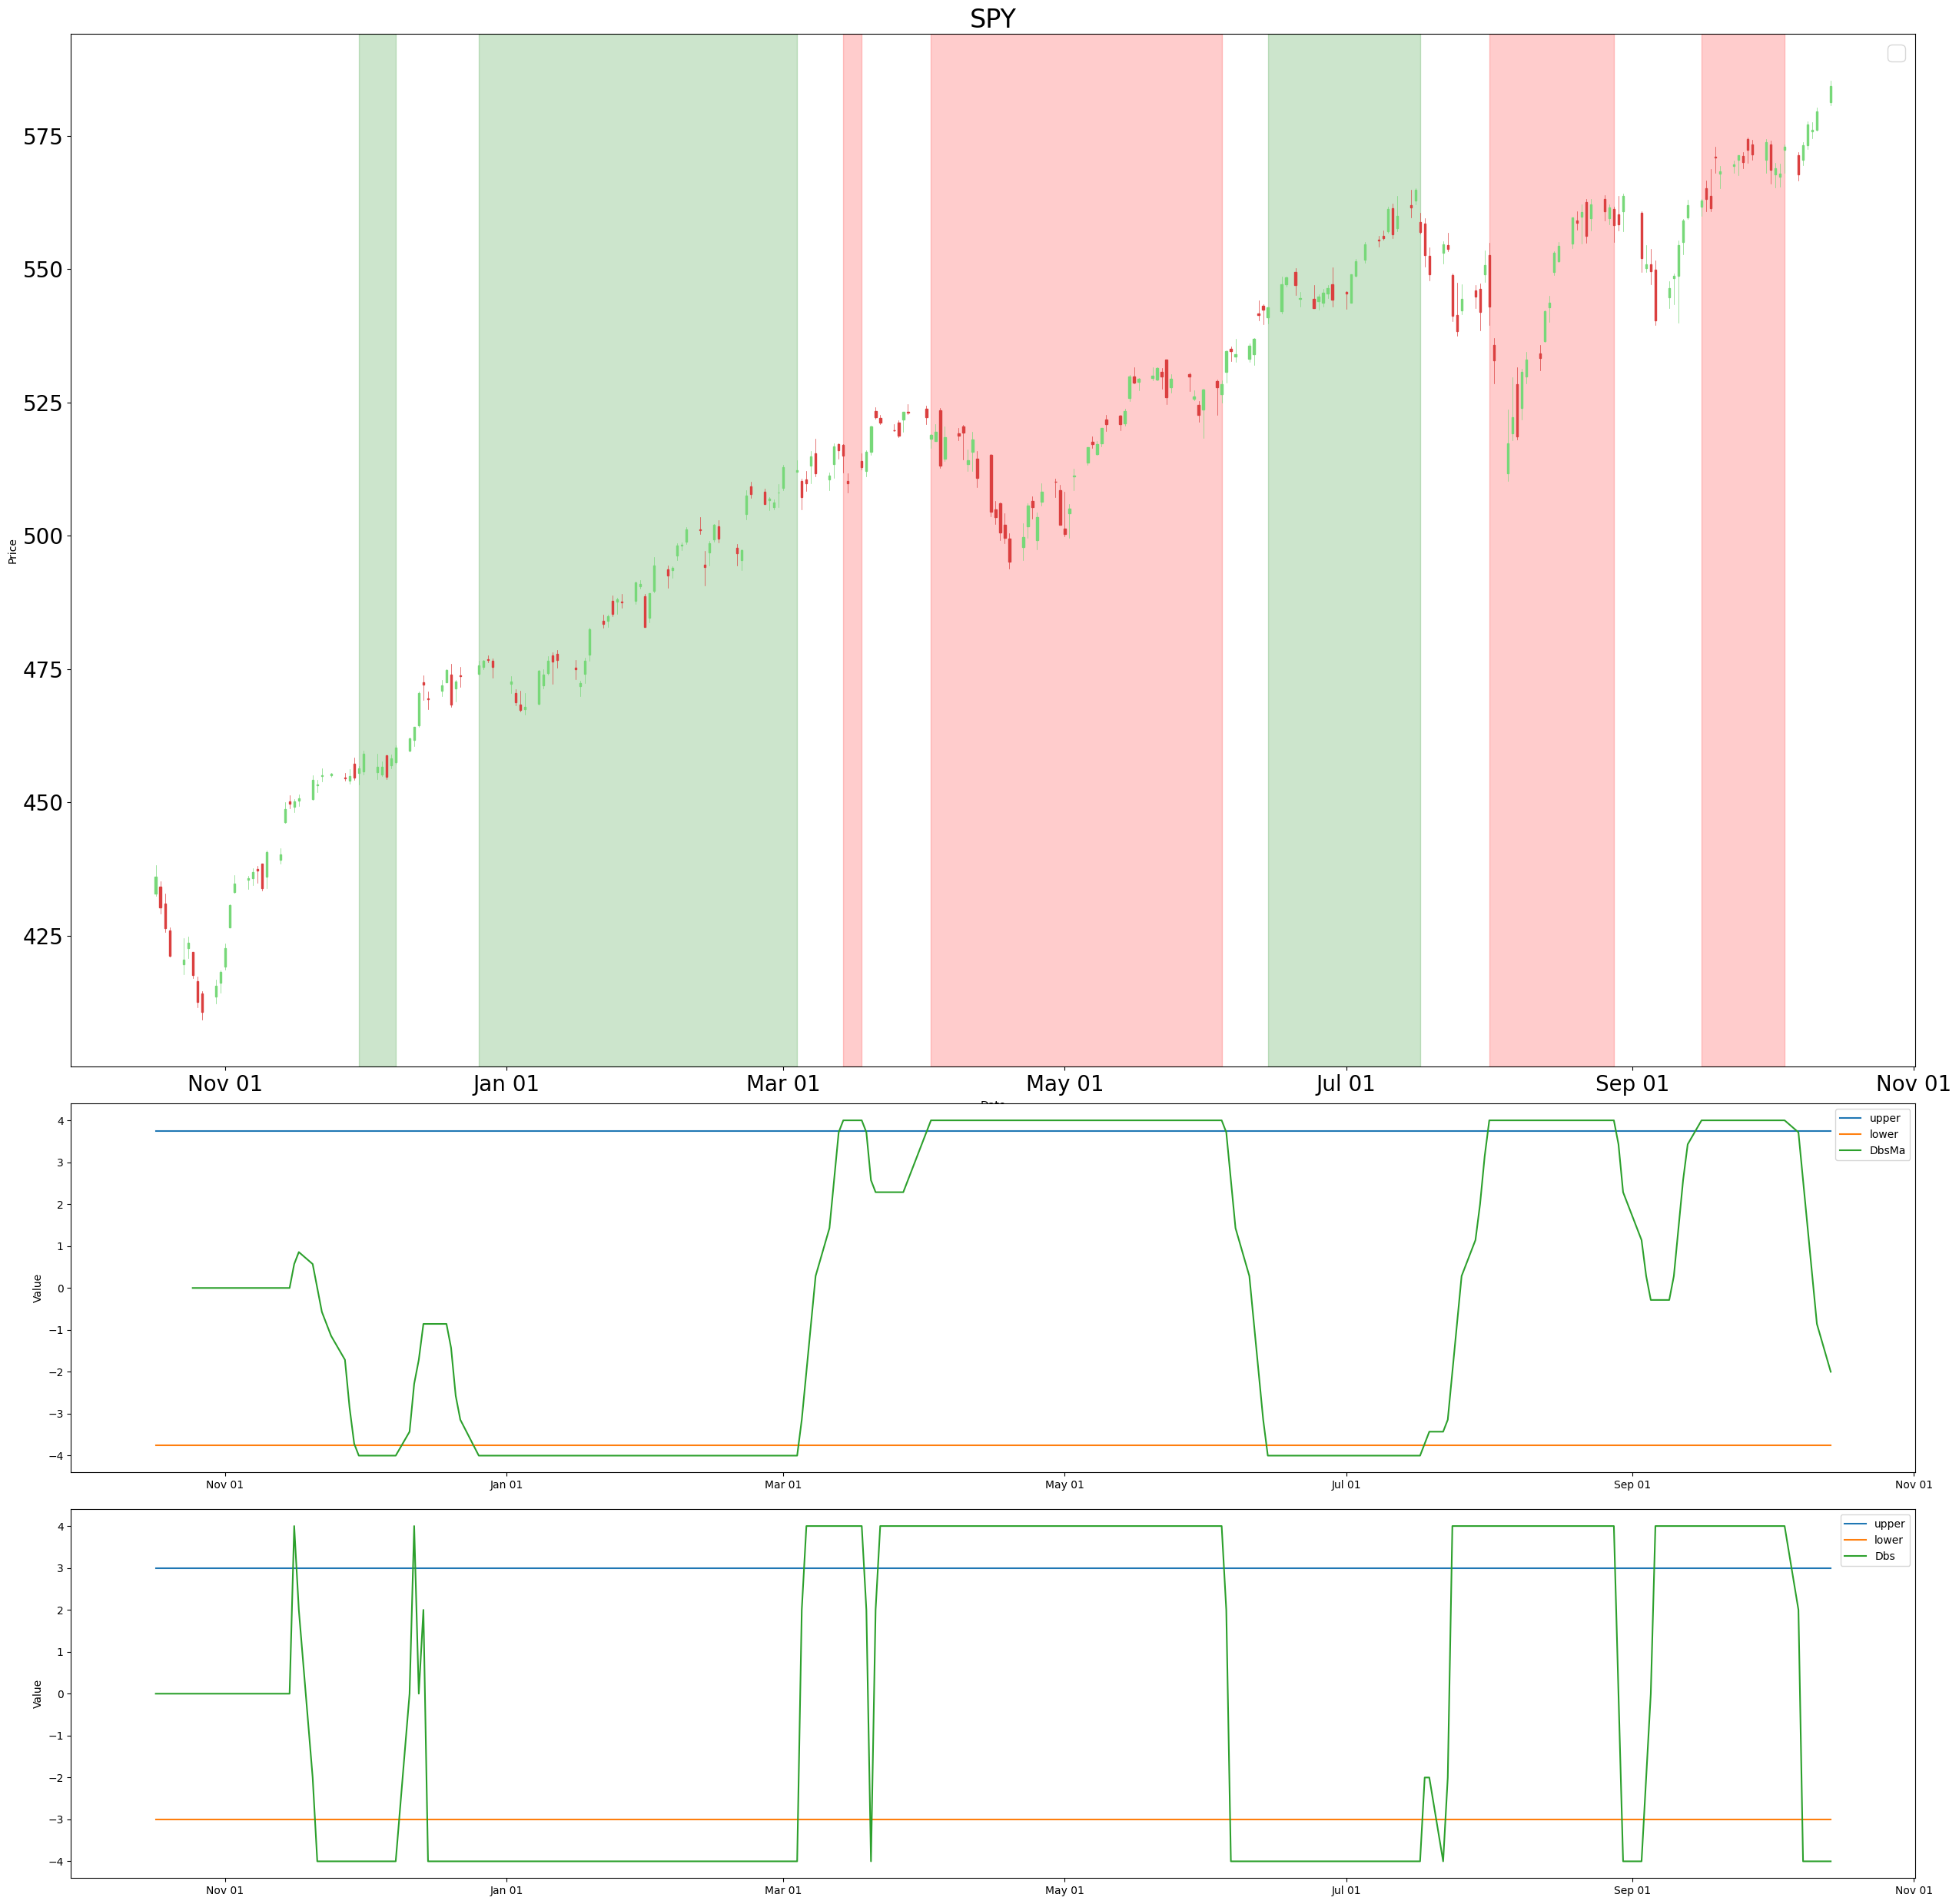 SPY
575
550
525
500
475
450
425
Price
Nov 01 Jan 01 Mar 01 May 01 Jul 01 Sep 01 Nov 01
Date
4
3
2
1
0
−1
−2
−3
−4
Value
upper
lower
DbsMa
Nov 01 Jan 01 Mar 01 May 01 Jul 01 Sep 01 Nov 01
4
3
2
1
0
−1
−2
−3
−4
Value
upper
lower
Dbs
Nov 01 Jan 01 Mar 01 May 01 Jul 01 Sep 01 Nov 01